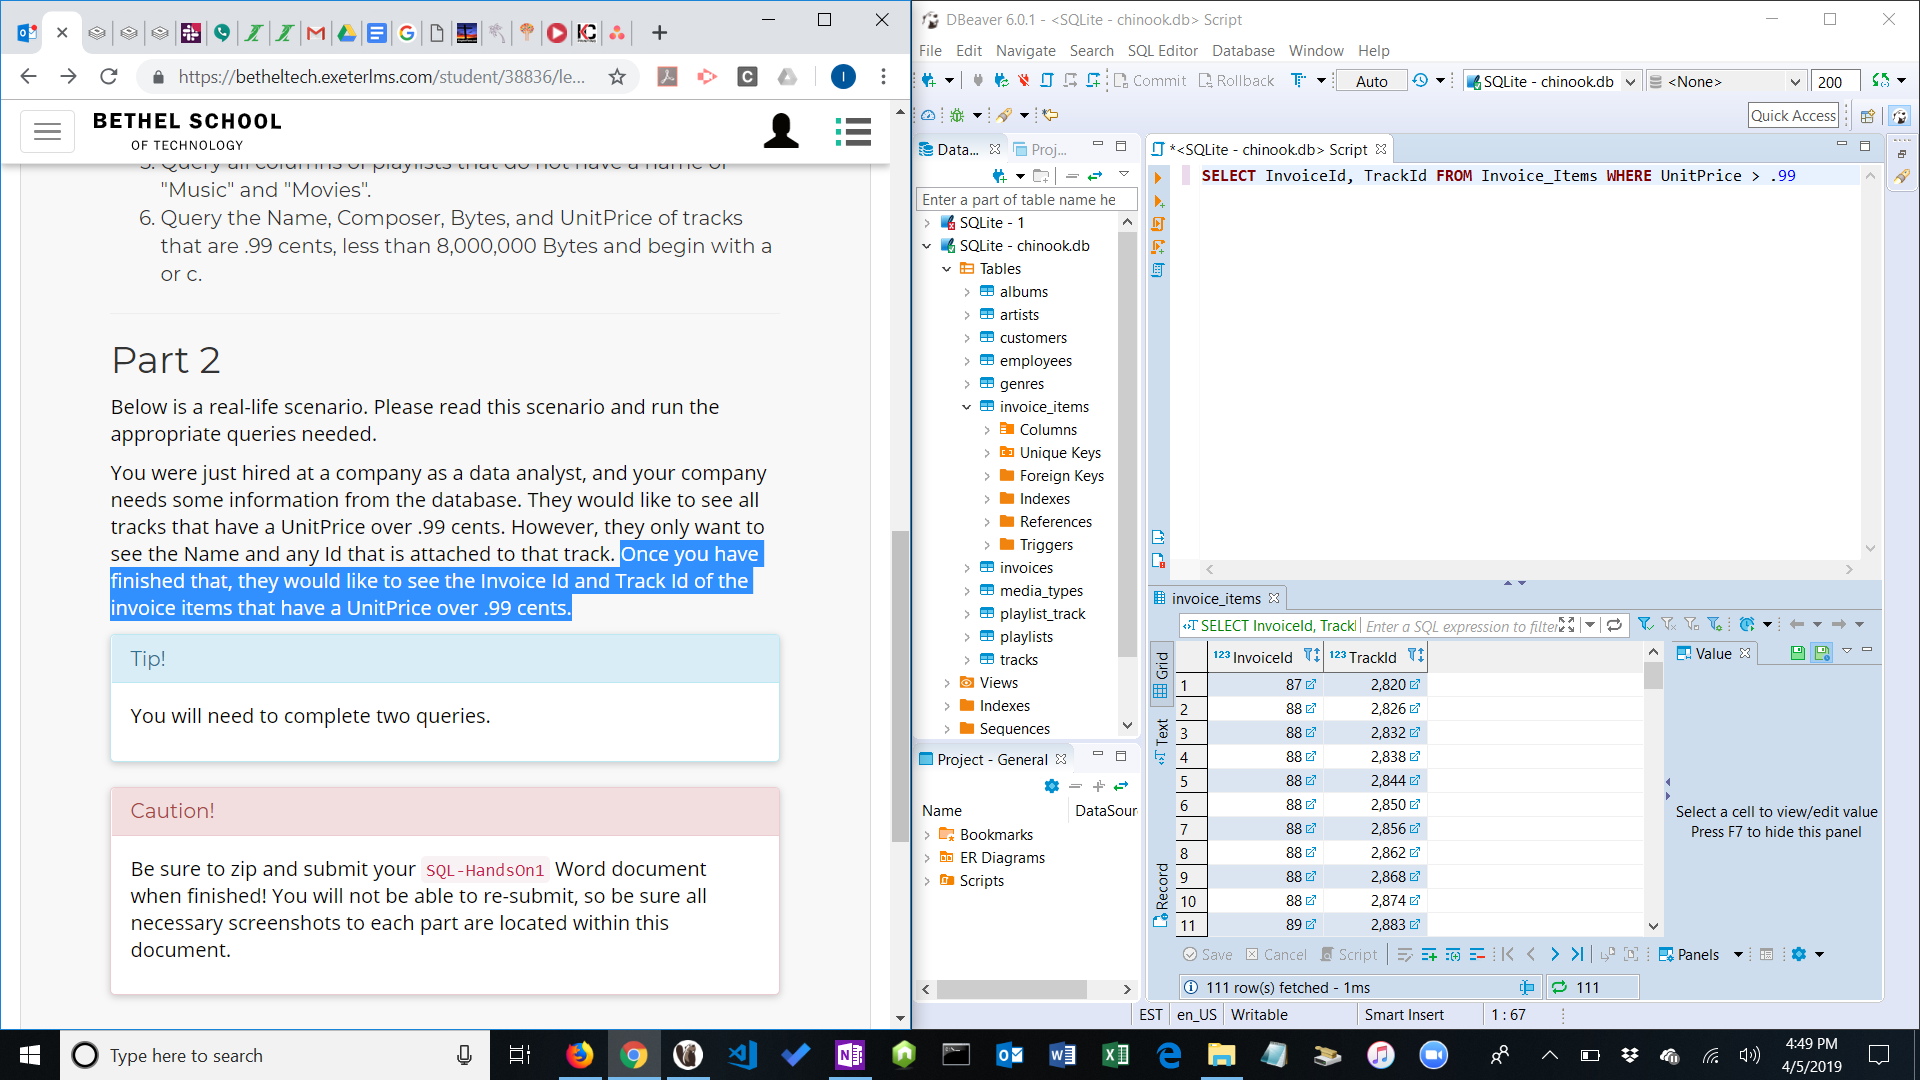 https://betheltech.exeterlms.com/student/38836/le...
BETHEL SCHOOL
OF TECHNOLOGY
5. Query all columns of playlists that do not have a name of
"Music" and "Movies".
6. Query the Name, Composer, Bytes, and UnitPrice of tracks
that are .99 cents, less than 8,000,000 Bytes and begin with a
or c.
Part 2
Below is a real-life scenario. Please read this scenario and run the
appropriate queries needed.
You were just hired at a company as a data analyst, and your company
needs some information from the database. They would like to see all
tracks that have a UnitPrice over .99 cents. However, they only want to
see the Name and any Id that is attached to that track. Once you have
finished that, they would like to see the Invoice Id and Track Id of the
invoice items that have a UnitPrice over .99 cents.
Tip!
You will need to complete two queries.
Caution!
Be sure to zip and submit your SQL-HandsOn1 Word document
when finished! You will not be able to re-submit, so be sure all
necessary screenshots to each part are located within this
document.
DBeaver 6.0.1 - <SQLite - chinook.db> Script
File Edit Navigate Search SQL Editor Database Window Help
Commit Rollback Auto SQLite - chinook.db <None> 200
Quick Access
Data... Proj...
Enter a part of table name he
SQLite - 1
SQLite - chinook.db
Tables
albums
artists
customers
employees
genres
invoice_items
Columns
Unique Keys
Foreign Keys
Indexes
References
Triggers
invoices
media_types
playlist_track
playlists
tracks
Views
Indexes
Sequences
Project - General
Name DataSour
Bookmarks
ER Diagrams
Scripts
*<SQLite - chinook.db> Script
SELECT InvoiceId, TrackId FROM Invoice_Items WHERE UnitPrice > .99
invoice_items
SELECT InvoiceId, TrackI Enter a SQL expression to filter
Grid
Text
Record
123 InvoiceId 123 TrackId
1 87 2,820
2 88 2,826
3 88 2,832
4 88 2,838
5 88 2,844
6 88 2,850
7 88 2,856
8 88 2,862
9 88 2,868
10 88 2,874
11 89 2,883
Value
Select a cell to view/edit value
Press F7 to hide this panel
Save Cancel Script Panels
111 row(s) fetched - 1ms 111
EST en_US Writable Smart Insert 1 : 67
Type here to search
4:49 PM
4/5/2019